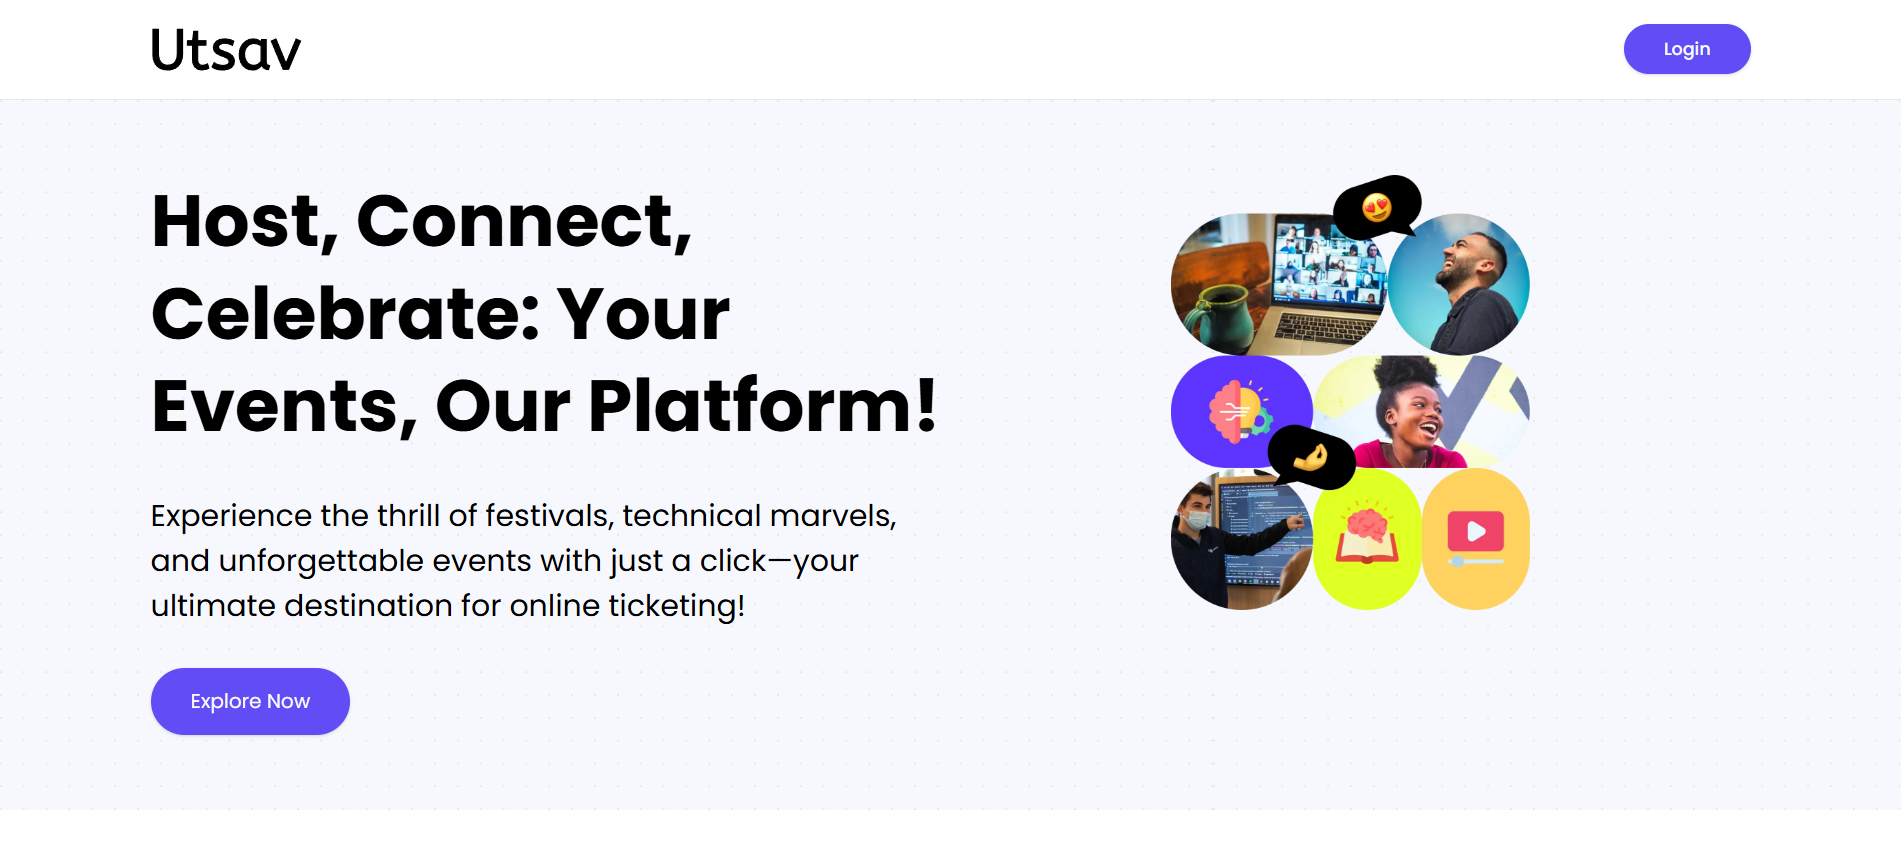 Utsav
Login
Host, Connect,
Celebrate: Your
Events, Our Platform!
Experience the thrill of festivals, technical marvels,
and unforgettable events with just a click—your
ultimate destination for online ticketing!
Explore Now